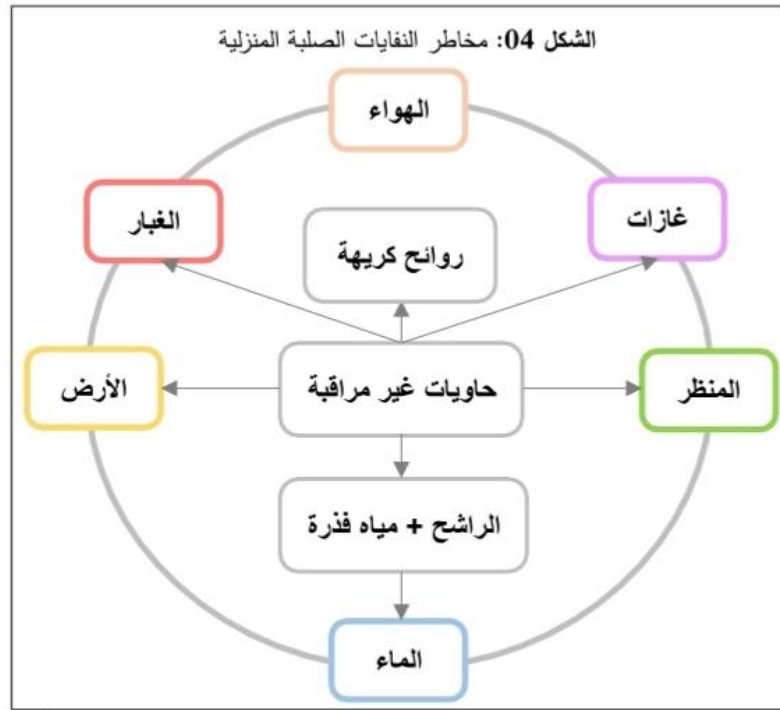 الشكل 04: مخاطر النفايات الصلبة المنزلية
الهواء
غازات
الغبار
روائح كريهة
حاويات غير مراقبة
المنظر
الأرض
الراشح + مياه فذرة
الماء